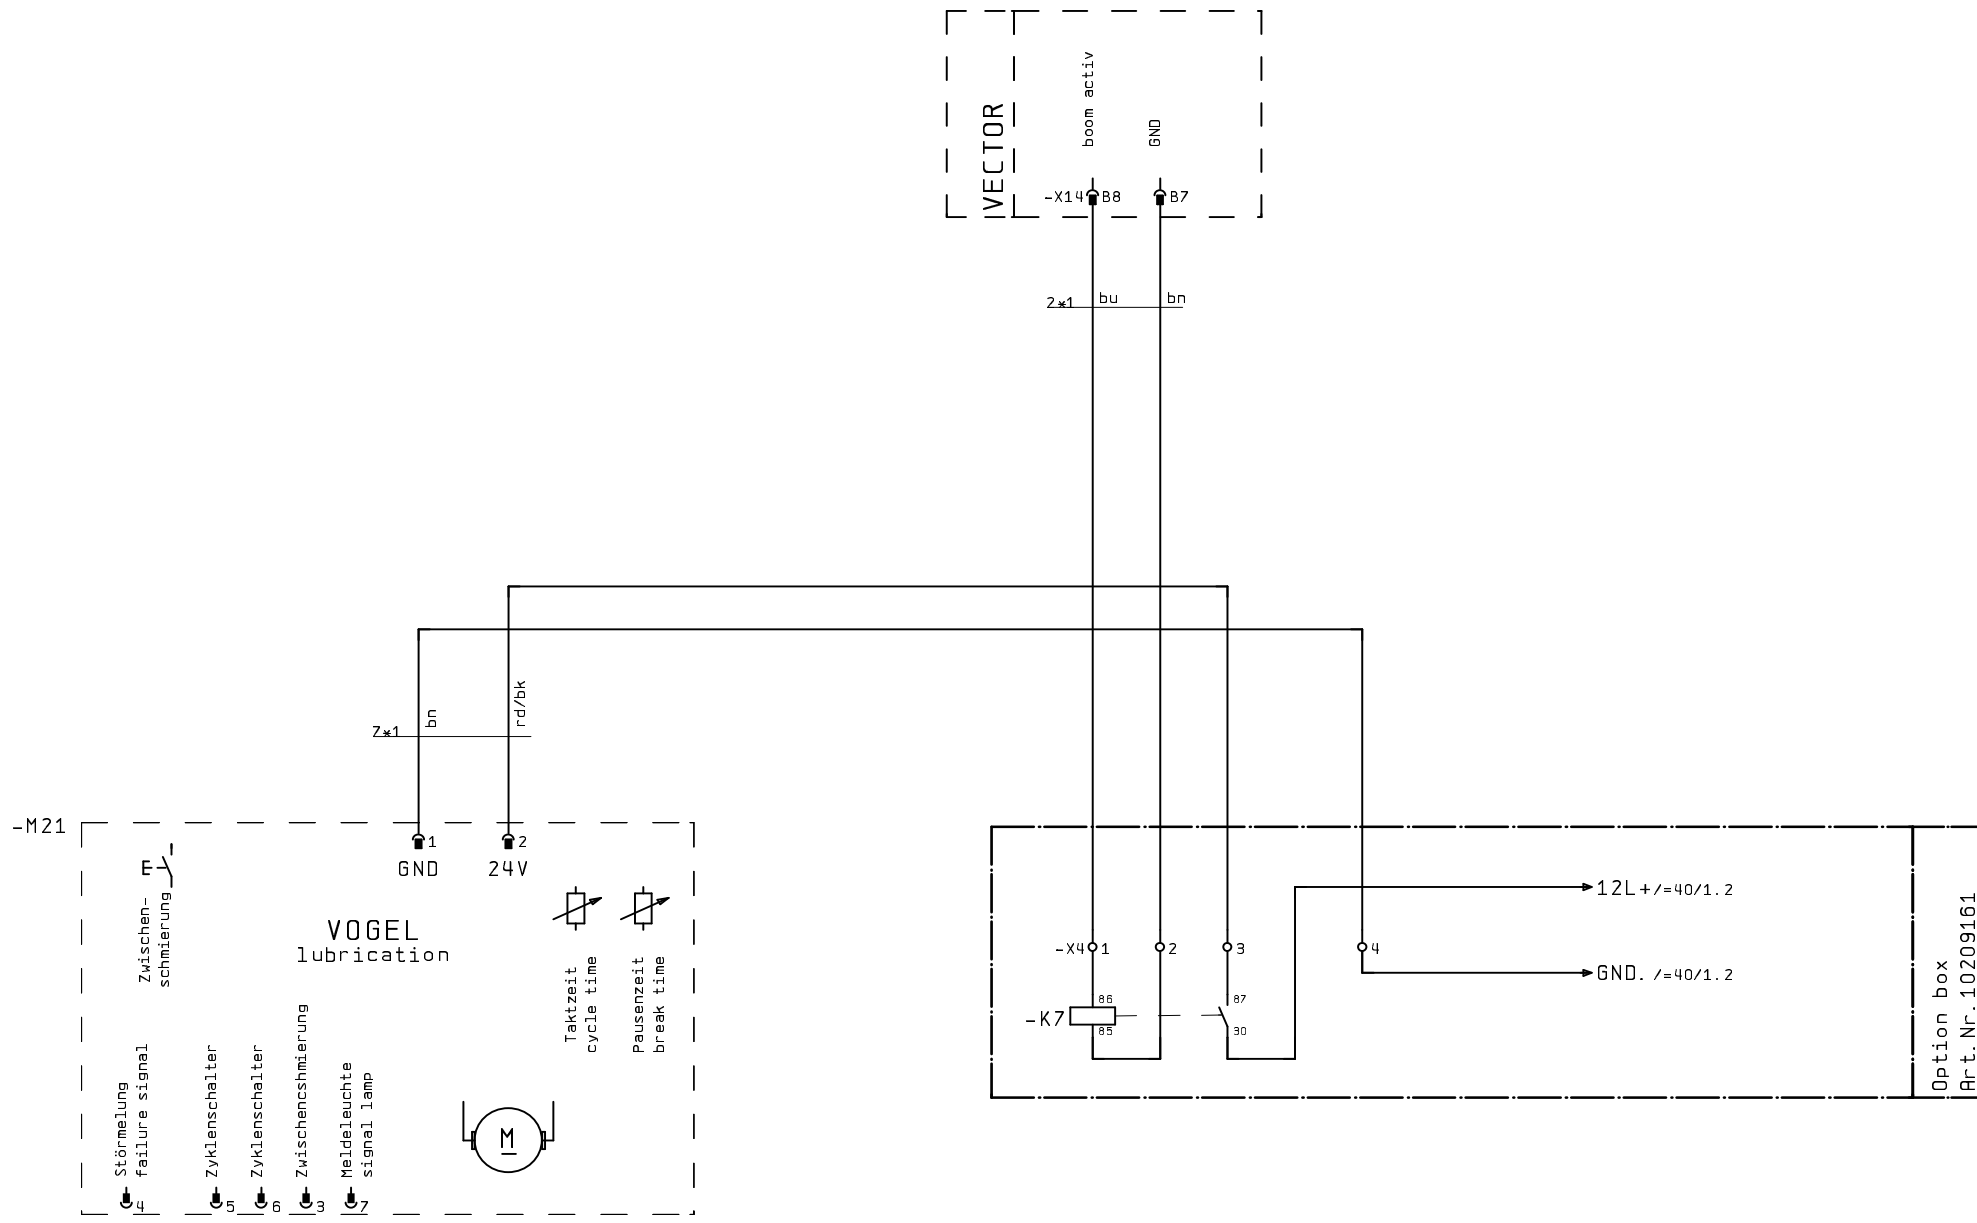 VECTOR
boom activ
GND
-X14
B8
B7
2*1
bu
bn
2*1
bn
rd/bk
-M21
1
2
GND
24V
Zwischen-
schmierung
VOGEL
lubrication
Taktzeit
cycle time
Pausenzeit
break time
Störmelung
failure signal
Zyklenschalter
Zyklenschalter
Zwischencshmierung
Meldeleuchte
signal lamp
M
4
5
6
3
7
12L+/=40/1.2
-X4
1
2
3
4
GND. /=40/1.2
-K7
86
85
87
30
Option box
Art.Nr.10209161